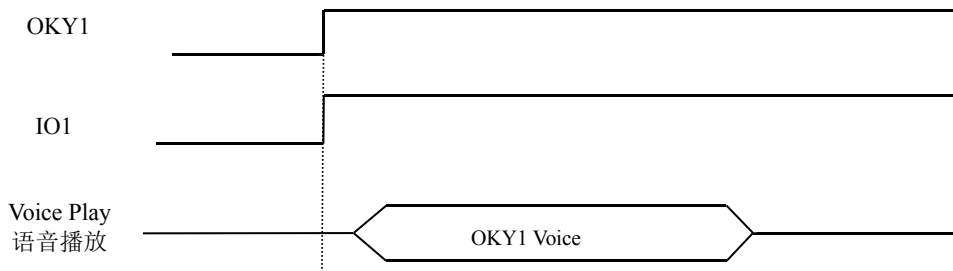 OKY1
IO1
Voice Play
语音播放
OKY1 Voice